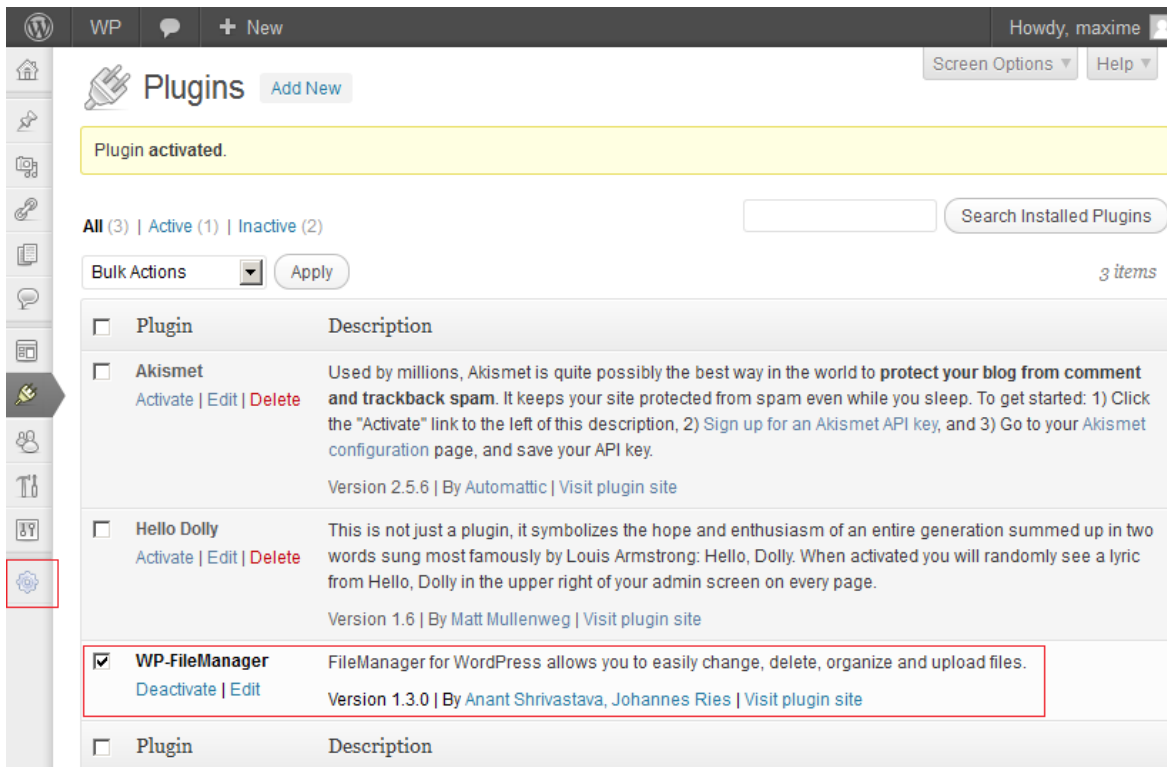 WP + New Howdy, maxime
Screen Options Help
Plugins Add New
Plugin activated.
All (3) | Active (1) | Inactive (2)
Search Installed Plugins
Bulk Actions Apply 3 items
Plugin Description
Akismet Used by millions, Akismet is quite possibly the best way in the world to protect your blog from comment
Activate | Edit | Delete and trackback spam. It keeps your site protected from spam even while you sleep. To get started: 1) Click
the "Activate" link to the left of this description, 2) Sign up for an Akismet API key, and 3) Go to your Akismet
configuration page, and save your API key.
Version 2.5.6 | By Automattic | Visit plugin site
Hello Dolly This is not just a plugin, it symbolizes the hope and enthusiasm of an entire generation summed up in two
Activate | Edit | Delete words sung most famously by Louis Armstrong: Hello, Dolly. When activated you will randomly see a lyric
from Hello, Dolly in the upper right of your admin screen on every page.
Version 1.6 | By Matt Mullenweg | Visit plugin site
WP-FileManager FileManager for WordPress allows you to easily change, delete, organize and upload files.
Deactivate | Edit Version 1.3.0 | By Anant Shrivastava, Johannes Ries | Visit plugin site
Plugin Description